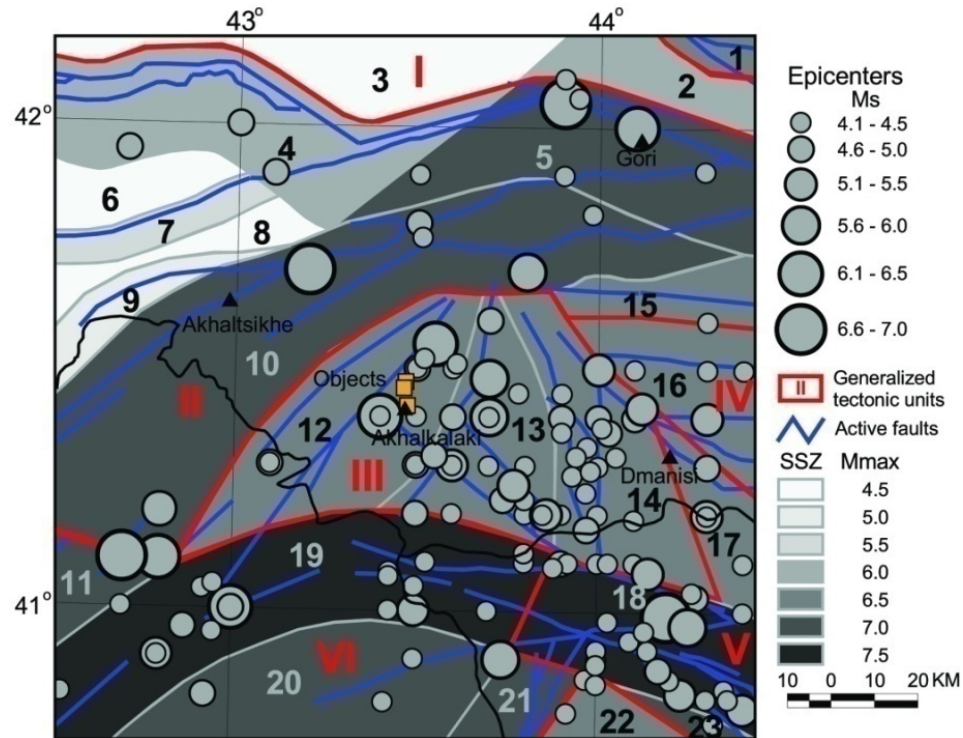 43°
44°
42°
41°
1
2
3
I
4
5
Gori
6
7
8
9
Akhaltsikhe
10
15
II
Objects
12
Akhalkalaki
13
16
IV
III
Dmanisi
14
17
11
19
18
V
VI
20
21
22
23
Epicenters
Ms
4.1 - 4.5
4.6 - 5.0
5.1 - 5.5
5.6 - 6.0
6.1 - 6.5
6.6 - 7.0
II Generalized
tectonic units
Active faults
SSZ Mmax
4.5
5.0
5.5
6.0
6.5
7.0
7.5
10 0 10 20 KM